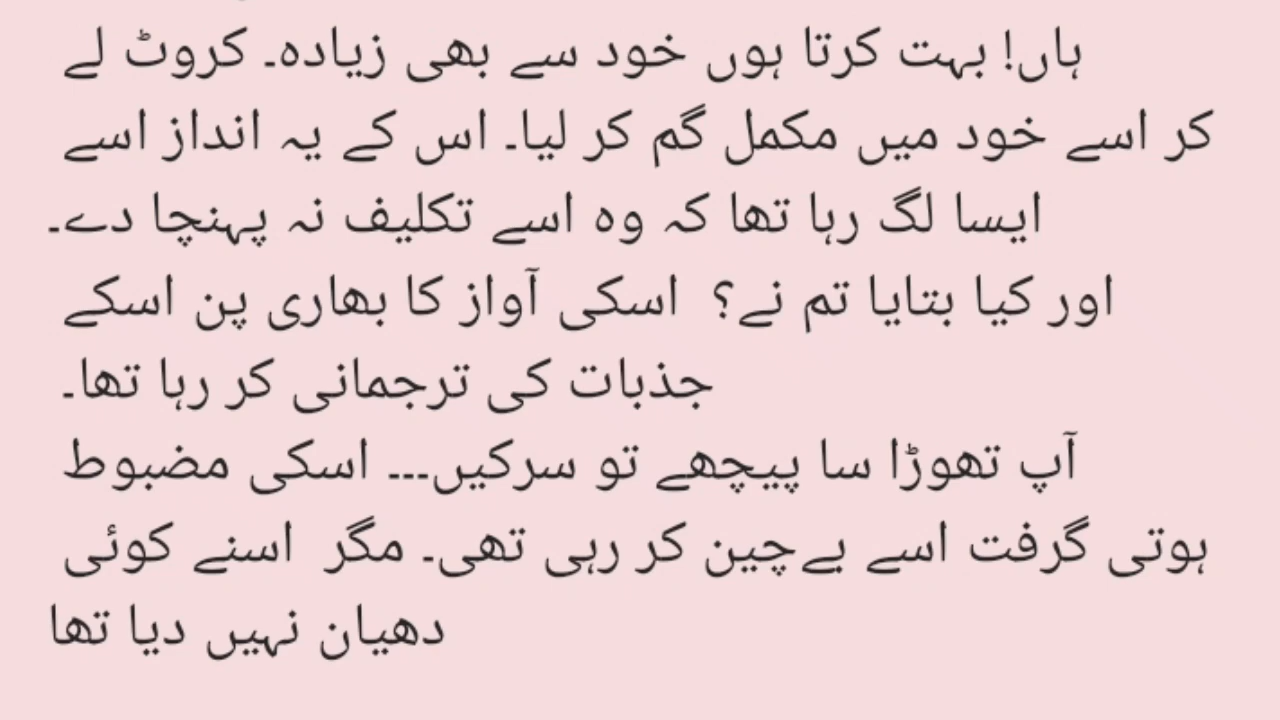 ہاں! بہت کرتا ہوں خود سے بھی زیادہ۔ کروٹ لے
کر اسے خود میں مکمل گم کر لیا۔ اس کے یہ انداز اسے
ایسا لگ رہا تھا کہ وہ اسے تکلیف نہ پہنچا دے۔
اور کیا بتایا تم نے؟ اسکی آواز کا بھاری پن اسکے
جذبات کی ترجمانی کر رہا تھا۔
آپ تھوڑا سا پیچھے تو سرکیں۔۔۔ اسکی مضبوط
ہوتی گرفت اسے بےچین کر رہی تھی۔ مگر اسنے کوئی
دھیان نہیں دیا تھا